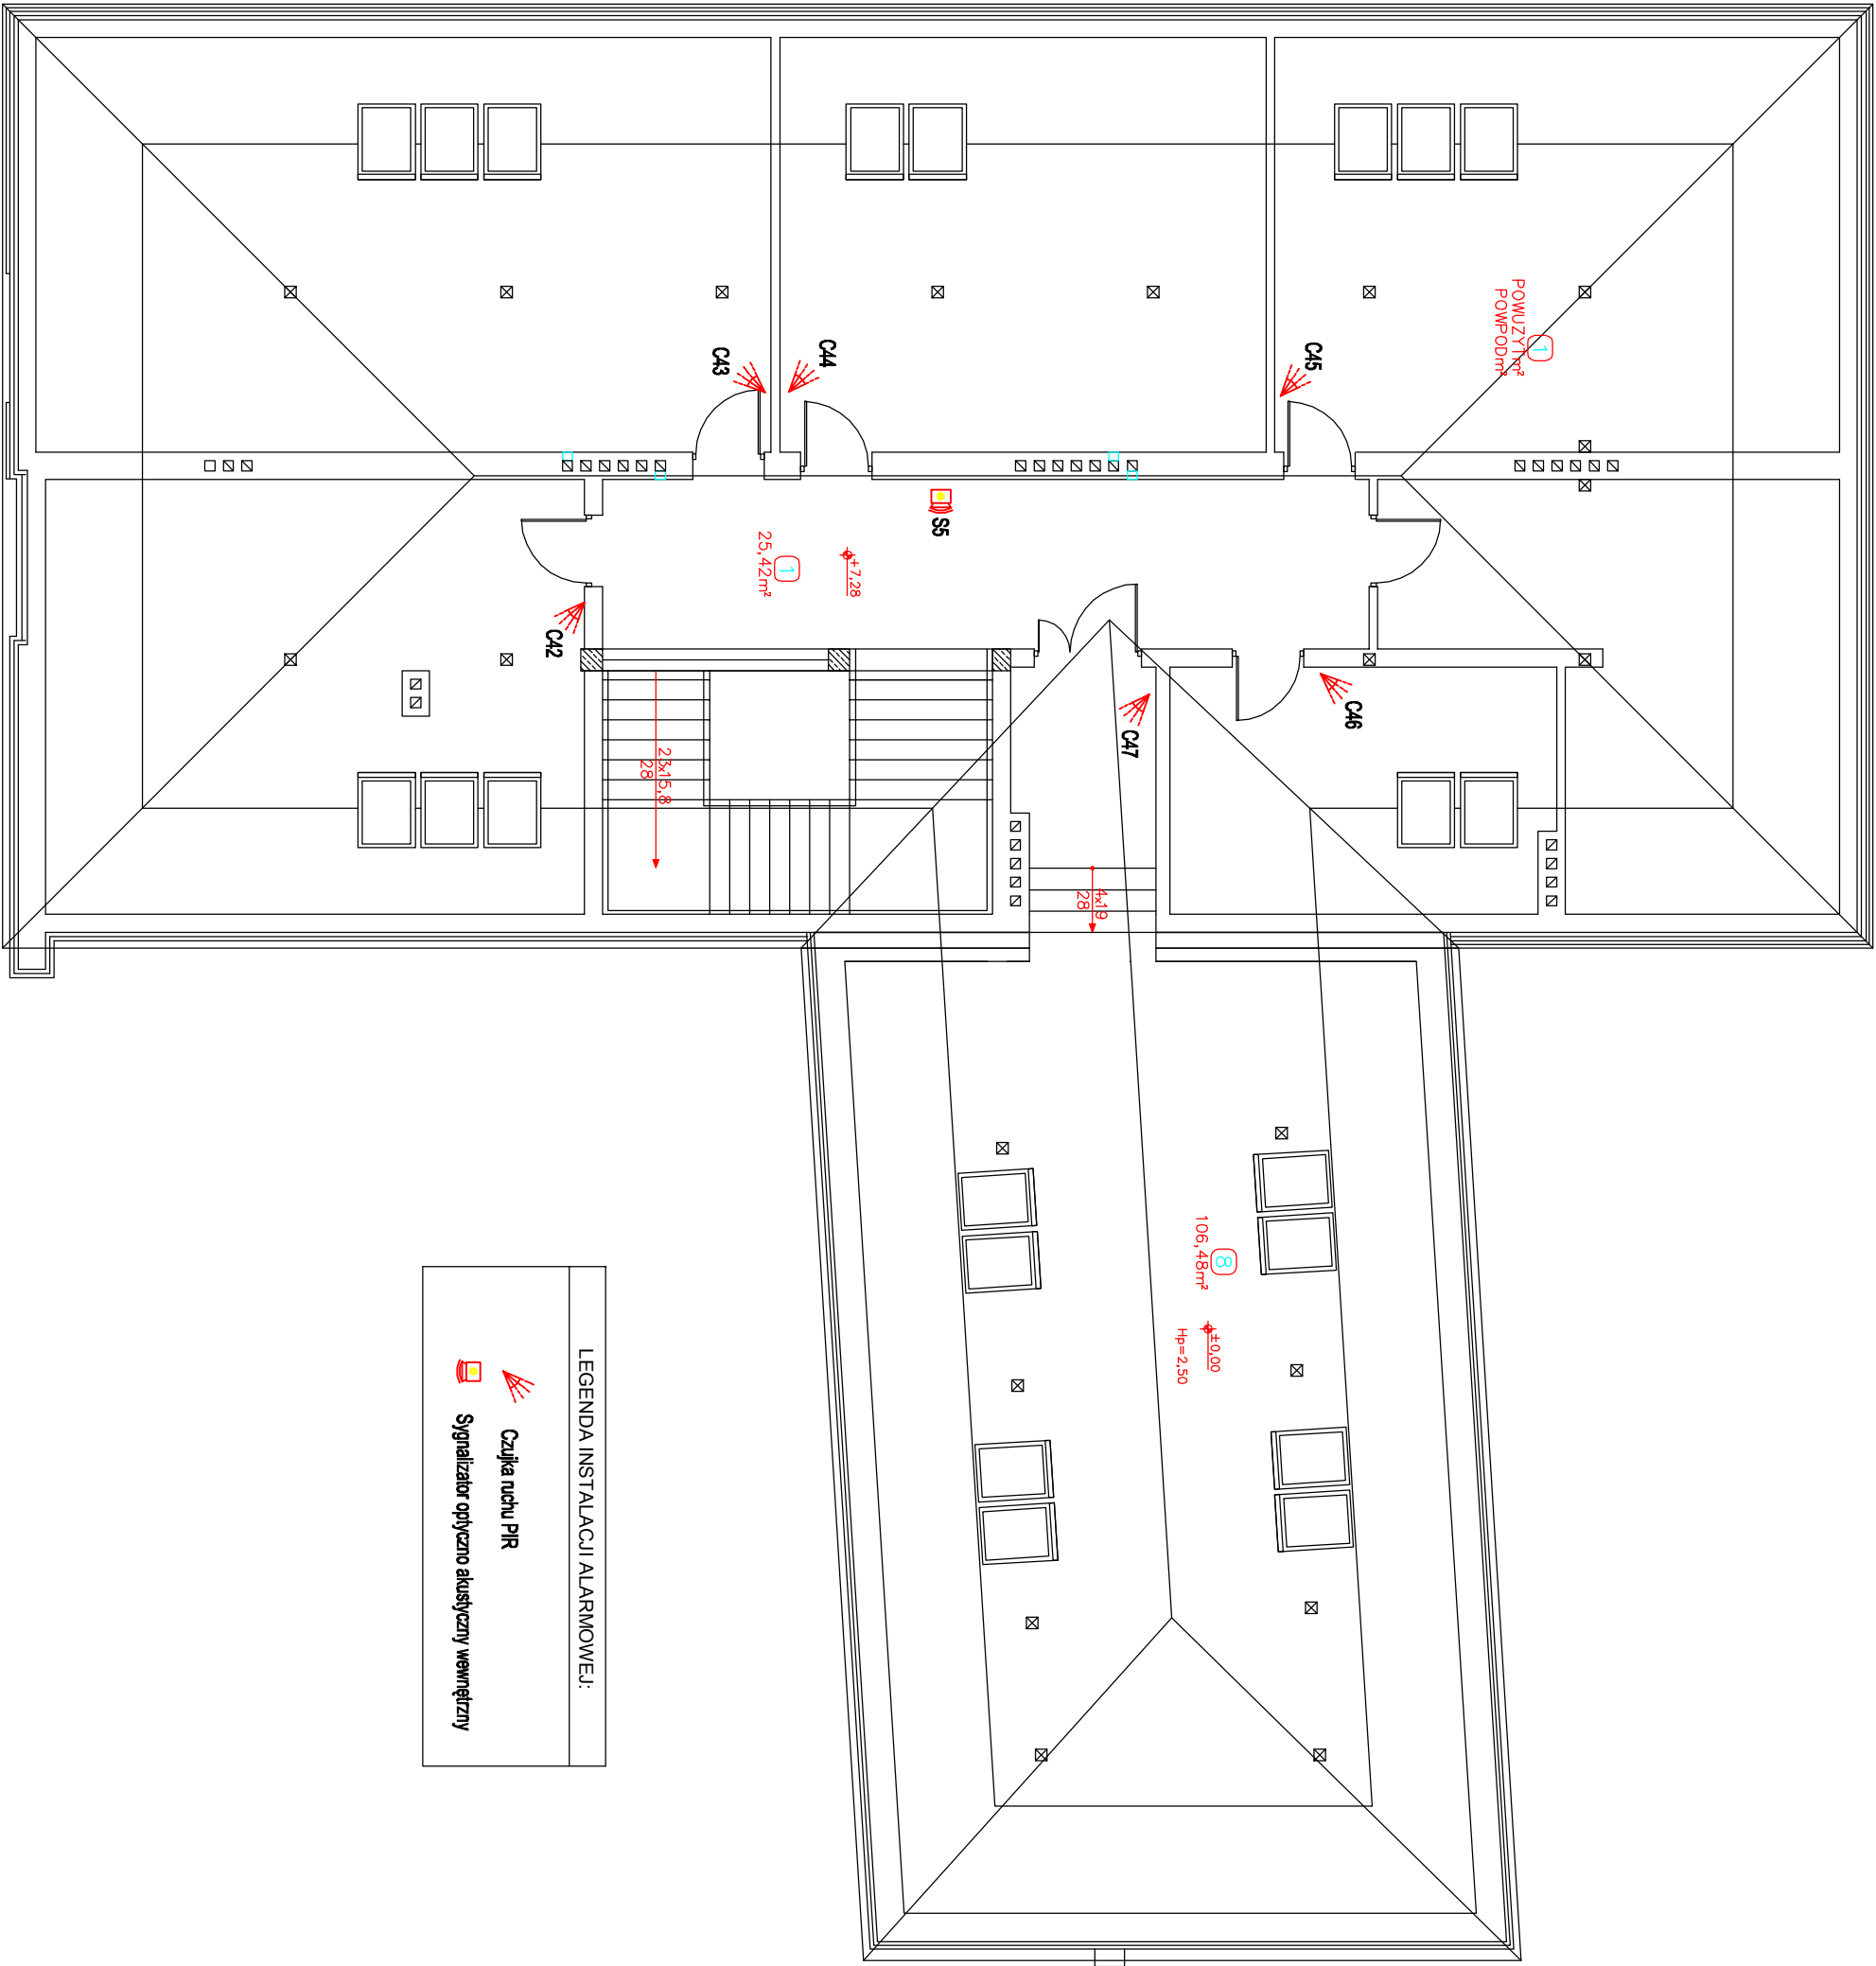 1
POWUZYTm²
POWPODm²
C45
C44
C43
S5
+7,28
1
25,42m²
C42
C46
C47
23x15,8
28
4x19
28
8
106,48m²
±0,00
Hp=2,50
LEGENDA INSTALACJI ALARMOWEJ:
Czujka ruchu PIR
Sygnalizator optyczno akustyczny wewnętrzny